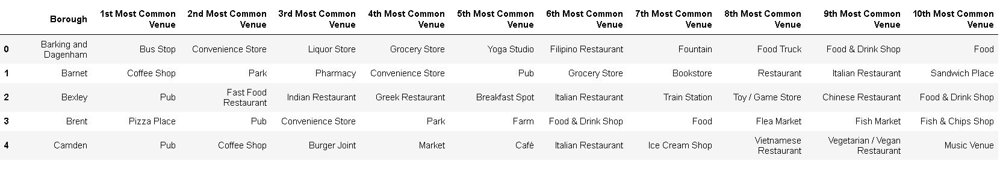 Borough 1st Most Common Venue 2nd Most Common Venue 3rd Most Common Venue 4th Most Common Venue 5th Most Common Venue 6th Most Common Venue 7th Most Common Venue 8th Most Common Venue 9th Most Common Venue 10th Most Common Venue
0 Barking and Dagenham Bus Stop Convenience Store Liquor Store Grocery Store Yoga Studio Filipino Restaurant Fountain Food Truck Food & Drink Shop Food
1 Barnet Coffee Shop Park Pharmacy Convenience Store Pub Grocery Store Bookstore Restaurant Italian Restaurant Sandwich Place
2 Bexley Pub Fast Food Restaurant Indian Restaurant Greek Restaurant Breakfast Spot Italian Restaurant Train Station Toy / Game Store Chinese Restaurant Food & Drink Shop
3 Brent Pizza Place Pub Convenience Store Park Farm Food & Drink Shop Food Flea Market Fish Market Fish & Chips Shop
4 Camden Pub Coffee Shop Burger Joint Market Café Italian Restaurant Ice Cream Shop Vietnamese Restaurant Vegetarian / Vegan Restaurant Music Venue